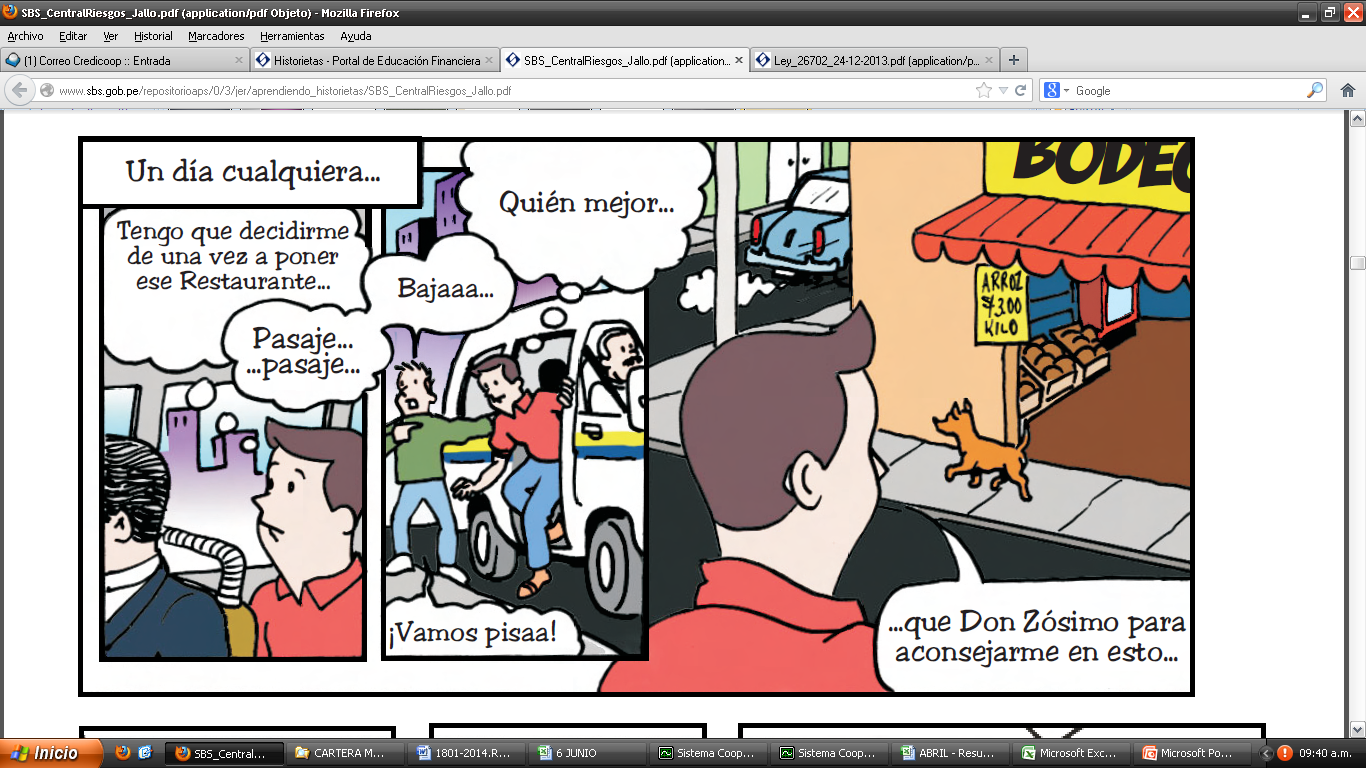 SBS_CentralRiesgos_Jallo.pdf (application/pdf Objeto) - Mozilla Firefox
Archivo Editar Ver Historial Marcadores Herramientas Ayuda
(1) Correo Credicoop :: Entrada
Historietas - Portal de Educación Financiera
SBS_CentralRiesgos_Jallo.pdf (application...
Ley_26702_24-12-2013.pdf (application/p...
www.sbs.gob.pe/repositorioaps/0/3/jer/aprendiendo_historietas/SBS_CentralRiesgos_Jallo.pdf
Google
Un día cualquiera...
Tengo que decidirme
de una vez a poner
ese Restaurante...
Pasaje...
...pasaje...
Bajaaa...
¡Vamos pisaa!
Quién mejor...
BODEG
ARROZ
S/.3.00
KILO
...que Don Zósimo para
aconsejarme en esto...
Inicio
SBS_Central...
CARTERA M...
1801-2014.R...
6 JUNIO
Sistema Coop...
Sistema Coop...
ABRIL - Resu...
Microsoft Exc...
Microsoft Po...
09:40 a.m.